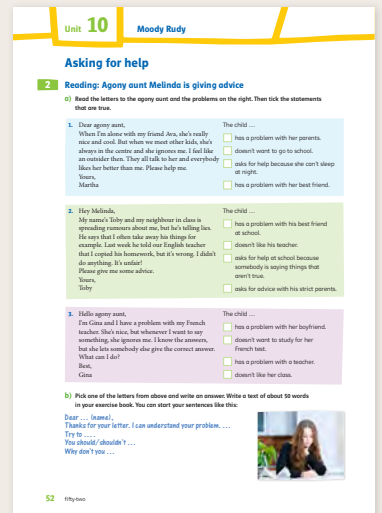 Unit 10 Moody Rudy
Asking for help
2 Reading: Agony aunt Melinda is giving advice
a) Read the letters to the agony aunt and the problems on the right. Then tick the statements
that are true.
1. Dear agony aunt,
When I'm alone with my friend Ava, she's really
nice and cool. But when we meet other kids, she's
always in the centre and she ignores me. I feel like
an outsider then. They all talk to her and everybody
likes her better than me. Please help me.
Yours,
Martha
The child ...
has a problem with her parents.
doesn't want to go to school.
asks for help because she can't sleep
at night.
has a problem with her best friend.
2. Hey Melinda,
My name's Toby and my neighbour in class is
spreading rumours about me, but he's telling lies.
He says that I often take away his things for
example. Last week he told our English teacher
that I copied his homework, but it's wrong. I didn't
do anything. It's unfair!
Please give me some advice.
Yours,
Toby
The child ...
has a problem with his best friend
at school.
doesn't like his teacher.
asks for help at school because
somebody is saying things that
aren't true.
asks for advice with his strict parents.
3. Hello agony aunt,
I'm Gina and I have a problem with my French
teacher. She's nice, but whenever I want to say
something, she ignores me. I know the answers,
but she lets somebody else give the correct answer.
What can I do?
Best,
Gina
The child ...
has a problem with her boyfriend.
doesn't want to study for her
French test.
has a problem with a teacher.
doesn't like her class.
b) Pick one of the letters from above and write an answer. Write a text of about 50 words
in your exercise book. You can start your sentences like this:
Dear ... (name),
Thanks for your letter. I can understand your problem. ...
Try to ....
You should/shouldn't ...
Why don't you ...
52 fifty-two